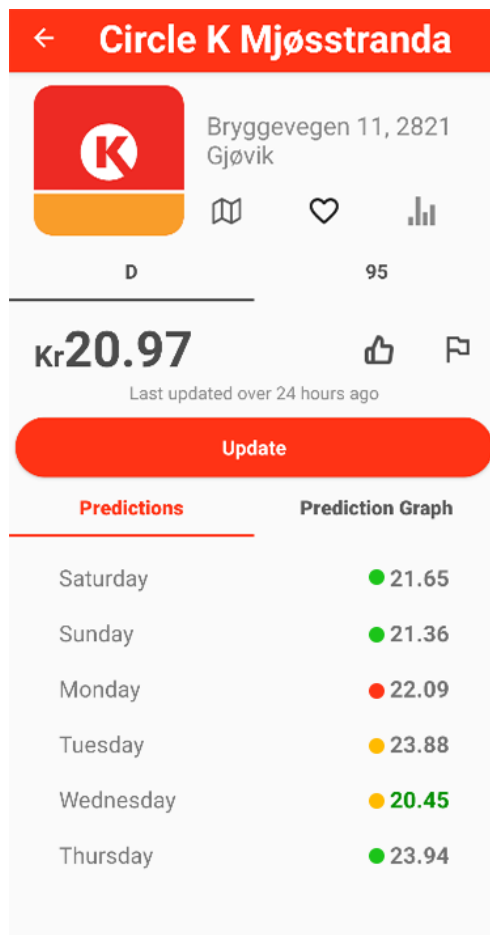 Circle K Mjøsstranda
K
Bryggevegen 11, 2821
Gjøvik
D 95
Kr20.97
Last updated over 24 hours ago
Update
Predictions Prediction Graph
Saturday 21.65
Sunday 21.36
Monday 22.09
Tuesday 23.88
Wednesday 20.45
Thursday 23.94